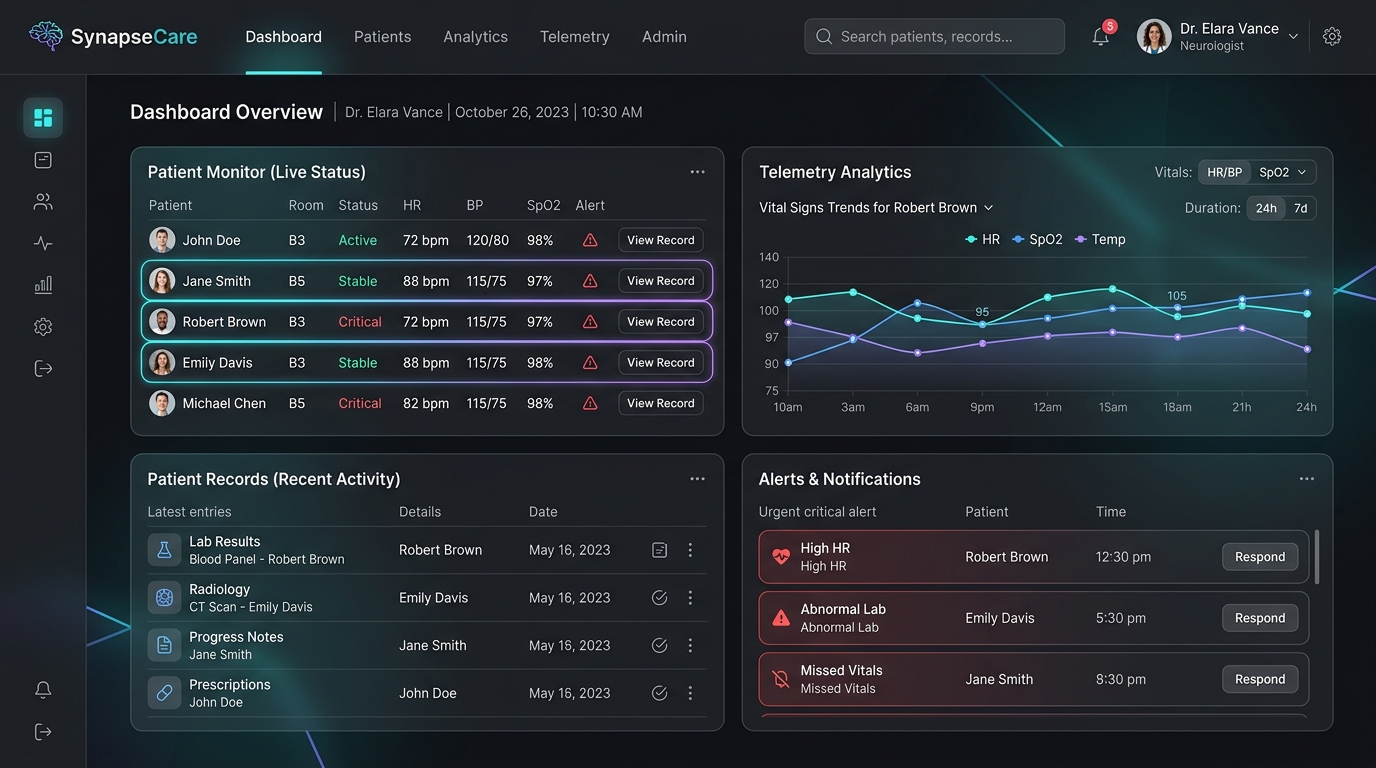 SynapseCare
Dashboard
Patients
Analytics
Telemetry
Admin
Search patients, records...
S
Dr. Elara Vance
Neurologist
Dashboard Overview | Dr. Elara Vance | October 26, 2023 | 10:30 AM
Patient Monitor (Live Status)
Patient Room Status HR BP SpO2 Alert
John Doe B3 Active 72 bpm 120/80 98% View Record
Jane Smith B5 Stable 88 bpm 115/75 97% View Record
Robert Brown B3 Critical 72 bpm 115/75 97% View Record
Emily Davis B3 Stable 88 bpm 115/75 98% View Record
Michael Chen B5 Critical 82 bpm 115/75 98% View Record
Telemetry Analytics
Vitals: HR/BP SpO2
Vital Signs Trends for Robert Brown
Duration: 24h 7d
HR SpO2 Temp
140
120
100
97
90
75
95
105
10am 3am 6am 9pm 12am 1Sam 18am 21h 24h
Patient Records (Recent Activity)
Latest entries Details Date
Lab Results
Blood Panel - Robert Brown
Robert Brown
May 16, 2023
Radiology
CT Scan - Emily Davis
Emily Davis
May 16, 2023
Progress Notes
Jane Smith
Jane Smith
May 16, 2023
Prescriptions
John Doe
John Doe
May 16, 2023
Alerts & Notifications
Urgent critical alert Patient Time
High HR
High HR
Robert Brown
12:30 pm
Respond
Abnormal Lab
Abnormal Lab
Emily Davis
5:30 pm
Respond
Missed Vitals
Missed Vitals
Jane Smith
8:30 pm
Respond